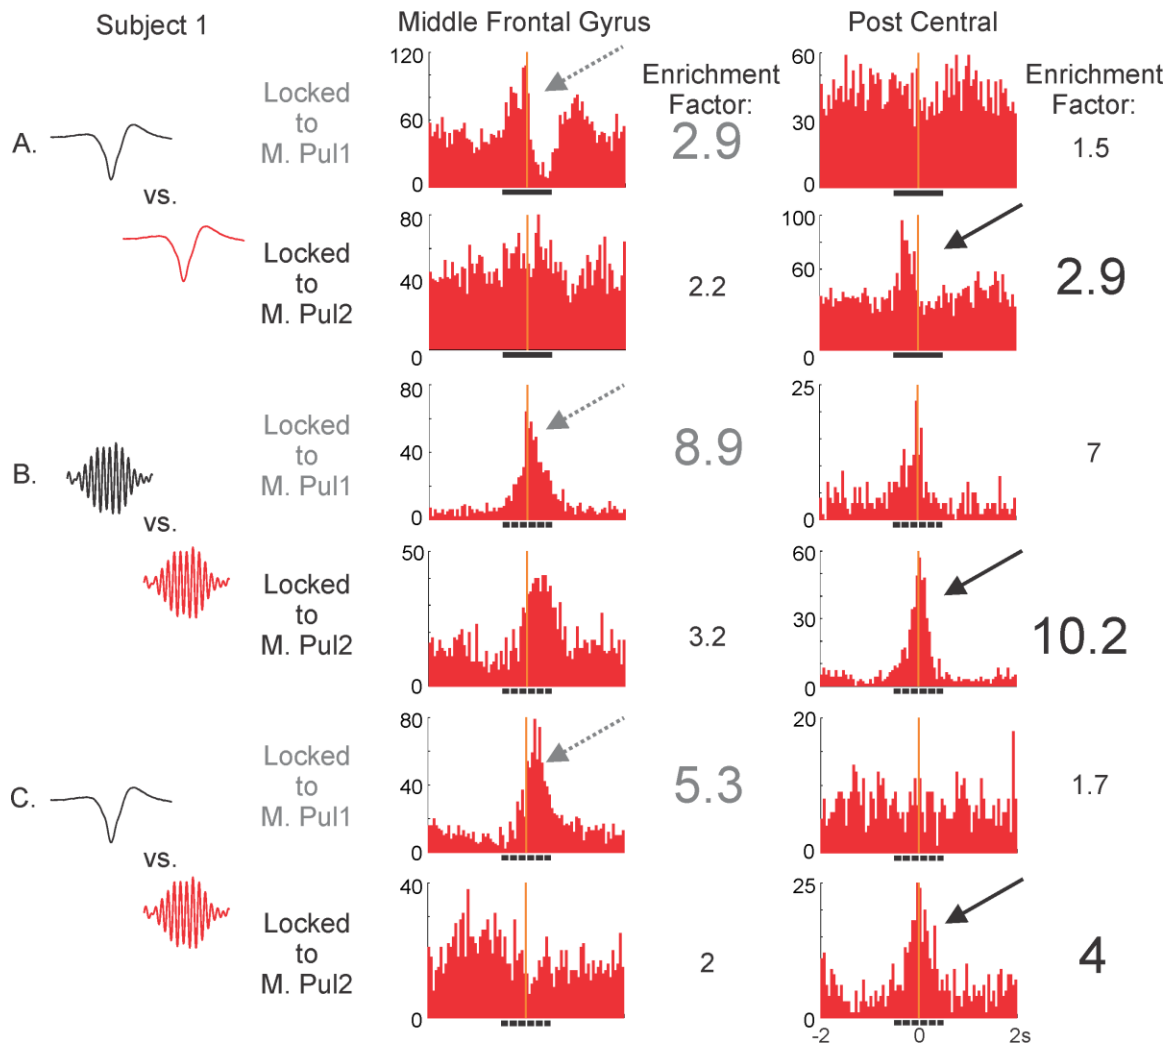 Subject 1
Middle Frontal Gyrus
Post Central
A.
Locked
to
M. Pul1
120
60
0
Enrichment
Factor:
2.9
60
30
0
Enrichment
Factor:
1.5
vs.
Locked
to
M. Pul2
80
40
0
2.2
100
60
0
2.9
B.
Locked
to
M. Pul1
80
40
0
8.9
25
0
7
vs.
Locked
to
M. Pul2
50
0
3.2
60
30
0
10.2
C.
Locked
to
M. Pul1
80
40
0
5.3
20
0
1.7
vs.
Locked
to
M. Pul2
40
0
2
25
0
4
-2 0 2s